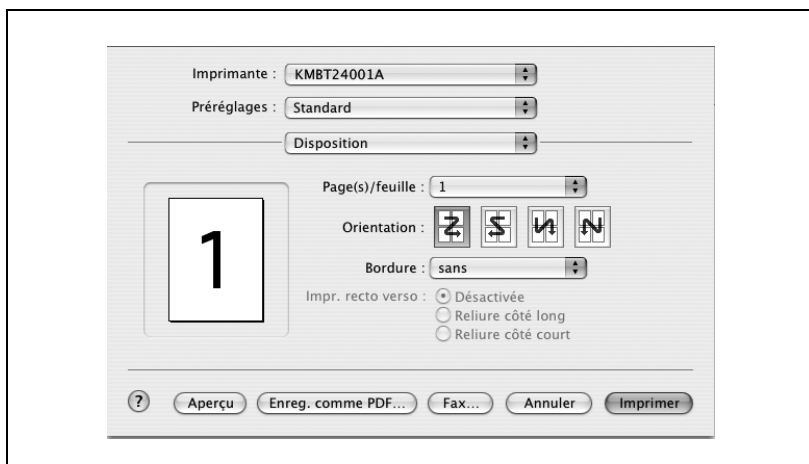 Imprimante : KMBT24001A
Préréglages : Standard
Disposition
Page(s)/feuille : 1
1
Orientation :
Bordure : sans
Impr. recto verso : Désactivée
Reliure côté long
Reliure côté court
? Aperçu Enreg. comme PDF... Fax... Annuler Imprimer